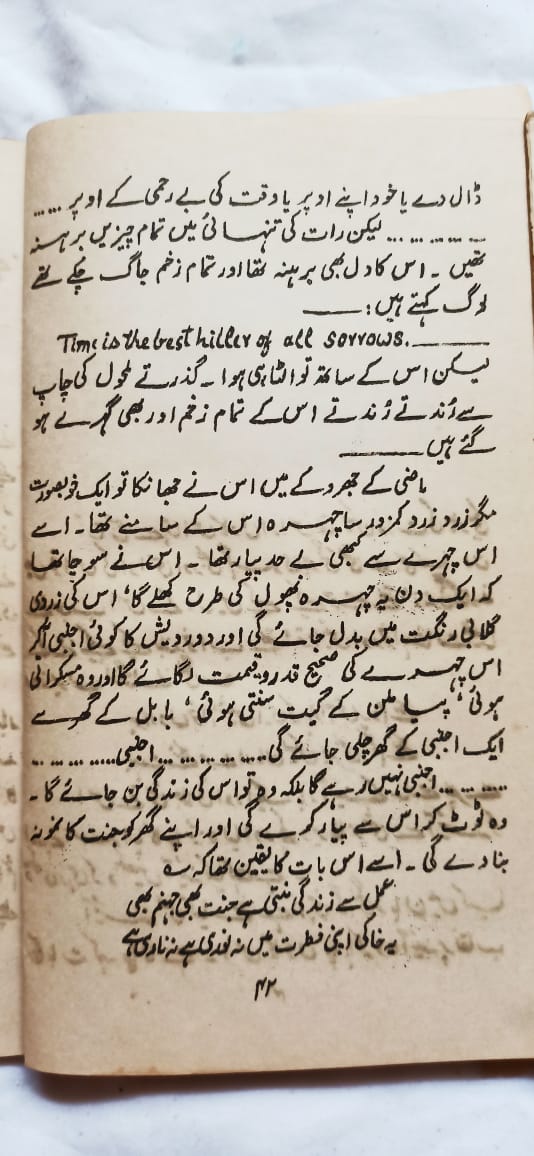 ڈال دے یا خود اپنے اوپر یا وقت کی بے رحمی کے اوپر ......
............... لیکن رات کی تنہائی میں تمام چیزیں برہنہ
تھیں ۔ اس کا دل بھی برہنہ تھا اور تمام زخم جاگ چکے تھے
لوگ کہتے ہیں : ———
Time is the best hiller of all sorrows. ———
لیکن اس کے ساتھ تو الٹا ہی ہوا ۔ گذرتے لمحوں کی چاپ
سے رُندتے رُندتے اس کے تمام زخم اور بھی گہرے ہو
گئے ہیں ———
ماضی کے جھروکے میں اس نے جھانکا تو ایک خوبصورت
مگر زرد زرد کمزور سا چہرہ اس کے سامنے تھا ۔ اسے
اس چہرے سے کبھی بے حد پیار تھا ۔ اس نے سوچا تھا
کہ ایک دن یہ چہرہ پھول کی طرح کھلے گا ' اس کی زردی
گلابی رنگت میں بدل جائے گی اور دور دیش کا کوئی اجنبی آکر
اس چہرے کی صحیح قدر و قیمت لگائے گا اور وہ مسکراتی
ہوئی ' پیا ملن کے گیت سنتی ہوئی ' بابل کے گھر سے
ایک اجنبی کے گھر چلی جائے گی ............... اجنبی ...............
......... اجنبی نہیں رہے گا بلکہ وہ تو اس کی زندگی بن جائے گا ۔
وہ ٹوٹ کر اس سے پیار کرے گی اور اپنے گھر کو جنت کا نمونہ
بنا دے گی ۔ اسے اس بات کا یقین تھا کہ ؎
عمل سے زندگی بنتی ہے جنت بھی جہنم بھی
یہ خاکی اپنی فطرت میں نہ نوری ہے نہ ناری ہے
۴۲